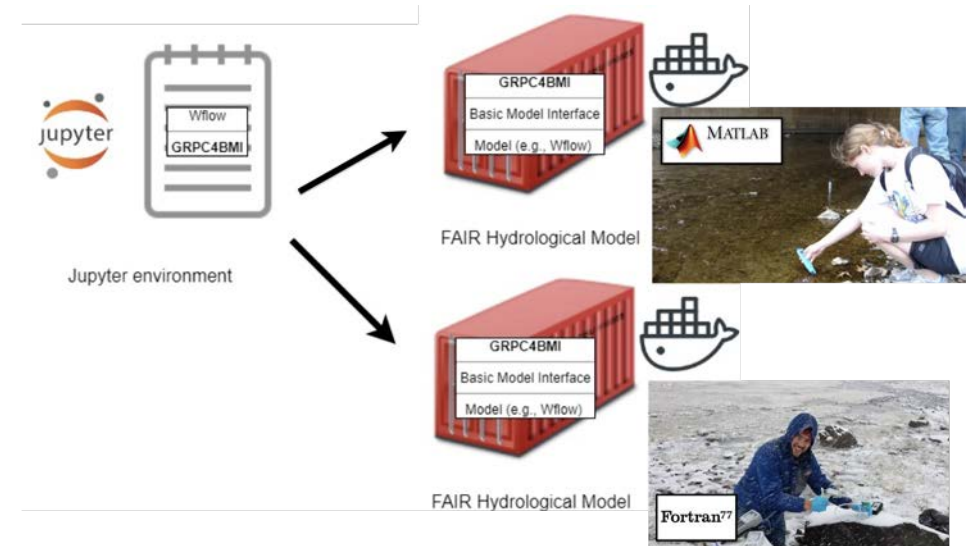 jupyter
Wflow
GRPC4BMI
Jupyter environment
GRPC4BMI
Basic Model Interface
Model (e.g., Wflow)
FAIR Hydrological Model
MATLAB
GRPC4BMI
Basic Model Interface
Model (e.g., Wflow)
FAIR Hydrological Model
Fortran77